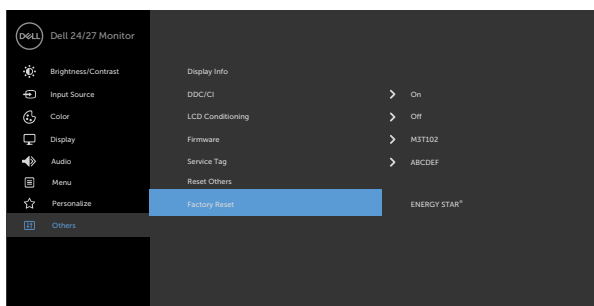 DELL Dell 24/27 Monitor
Brightness/Contrast Display Info
Input Source DDC/CI On
Color LCD Conditioning Off
Display Firmware M3T102
Audio Service Tag ABCDEF
Menu Reset Others
Personalize Factory Reset ENERGY STAR®
Others